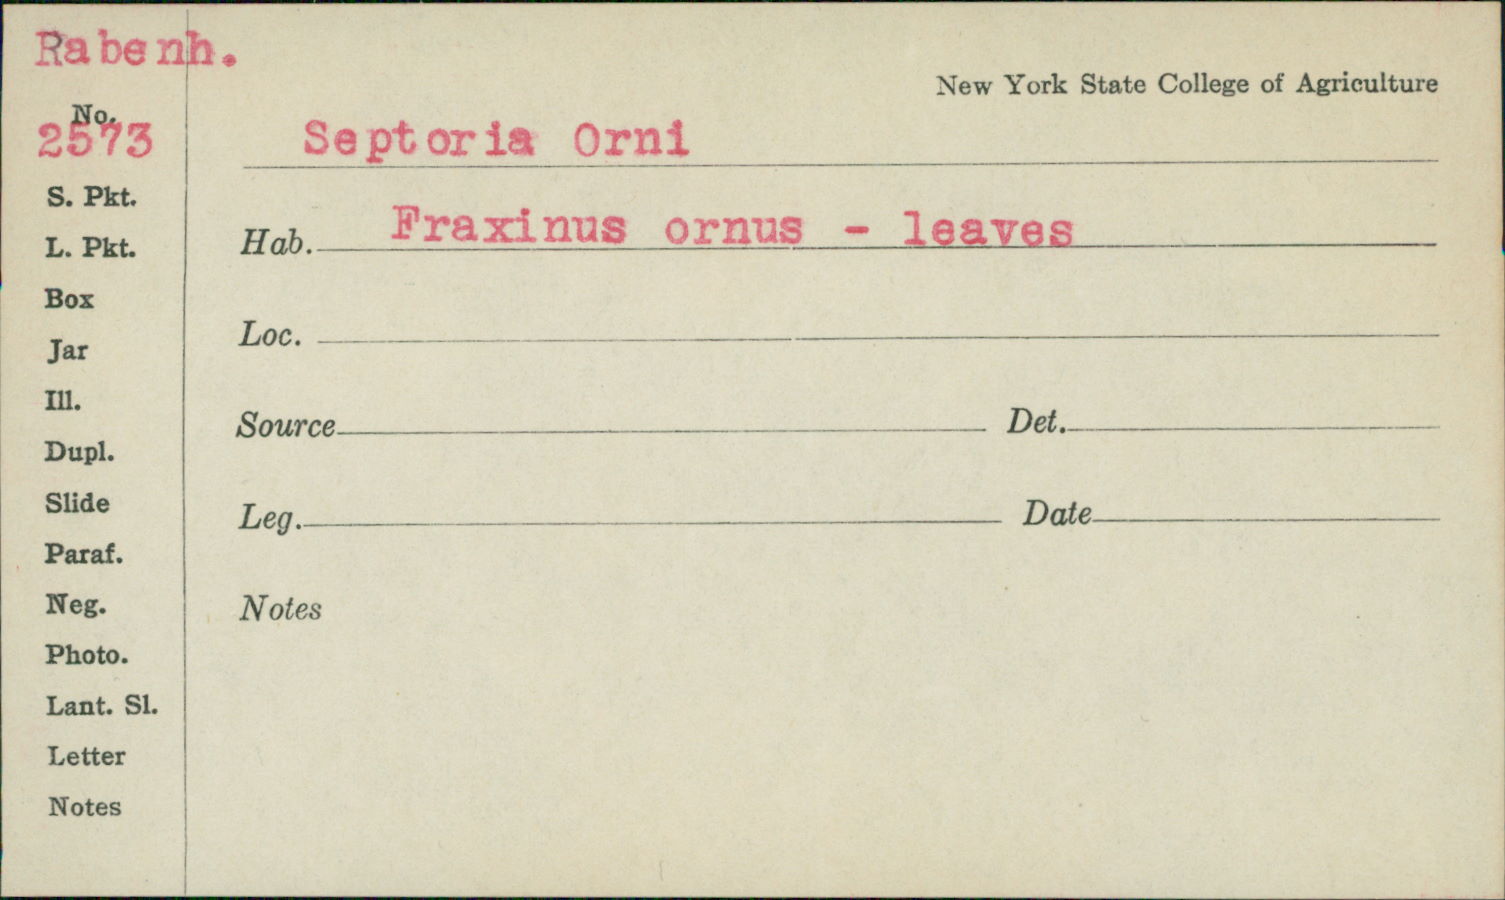 Rabenh.
New York State College of Agriculture
No.
2573
Septoria Orni
S. Pkt.
Hab. Fraxinus ornus - leaves
L. Pkt.
Box
Loc.
Jar
Ill.
Source Det.
Dupl.
Slide
Leg. Date
Paraf.
Neg.
Notes
Photo.
Lant. Sl.
Letter
Notes